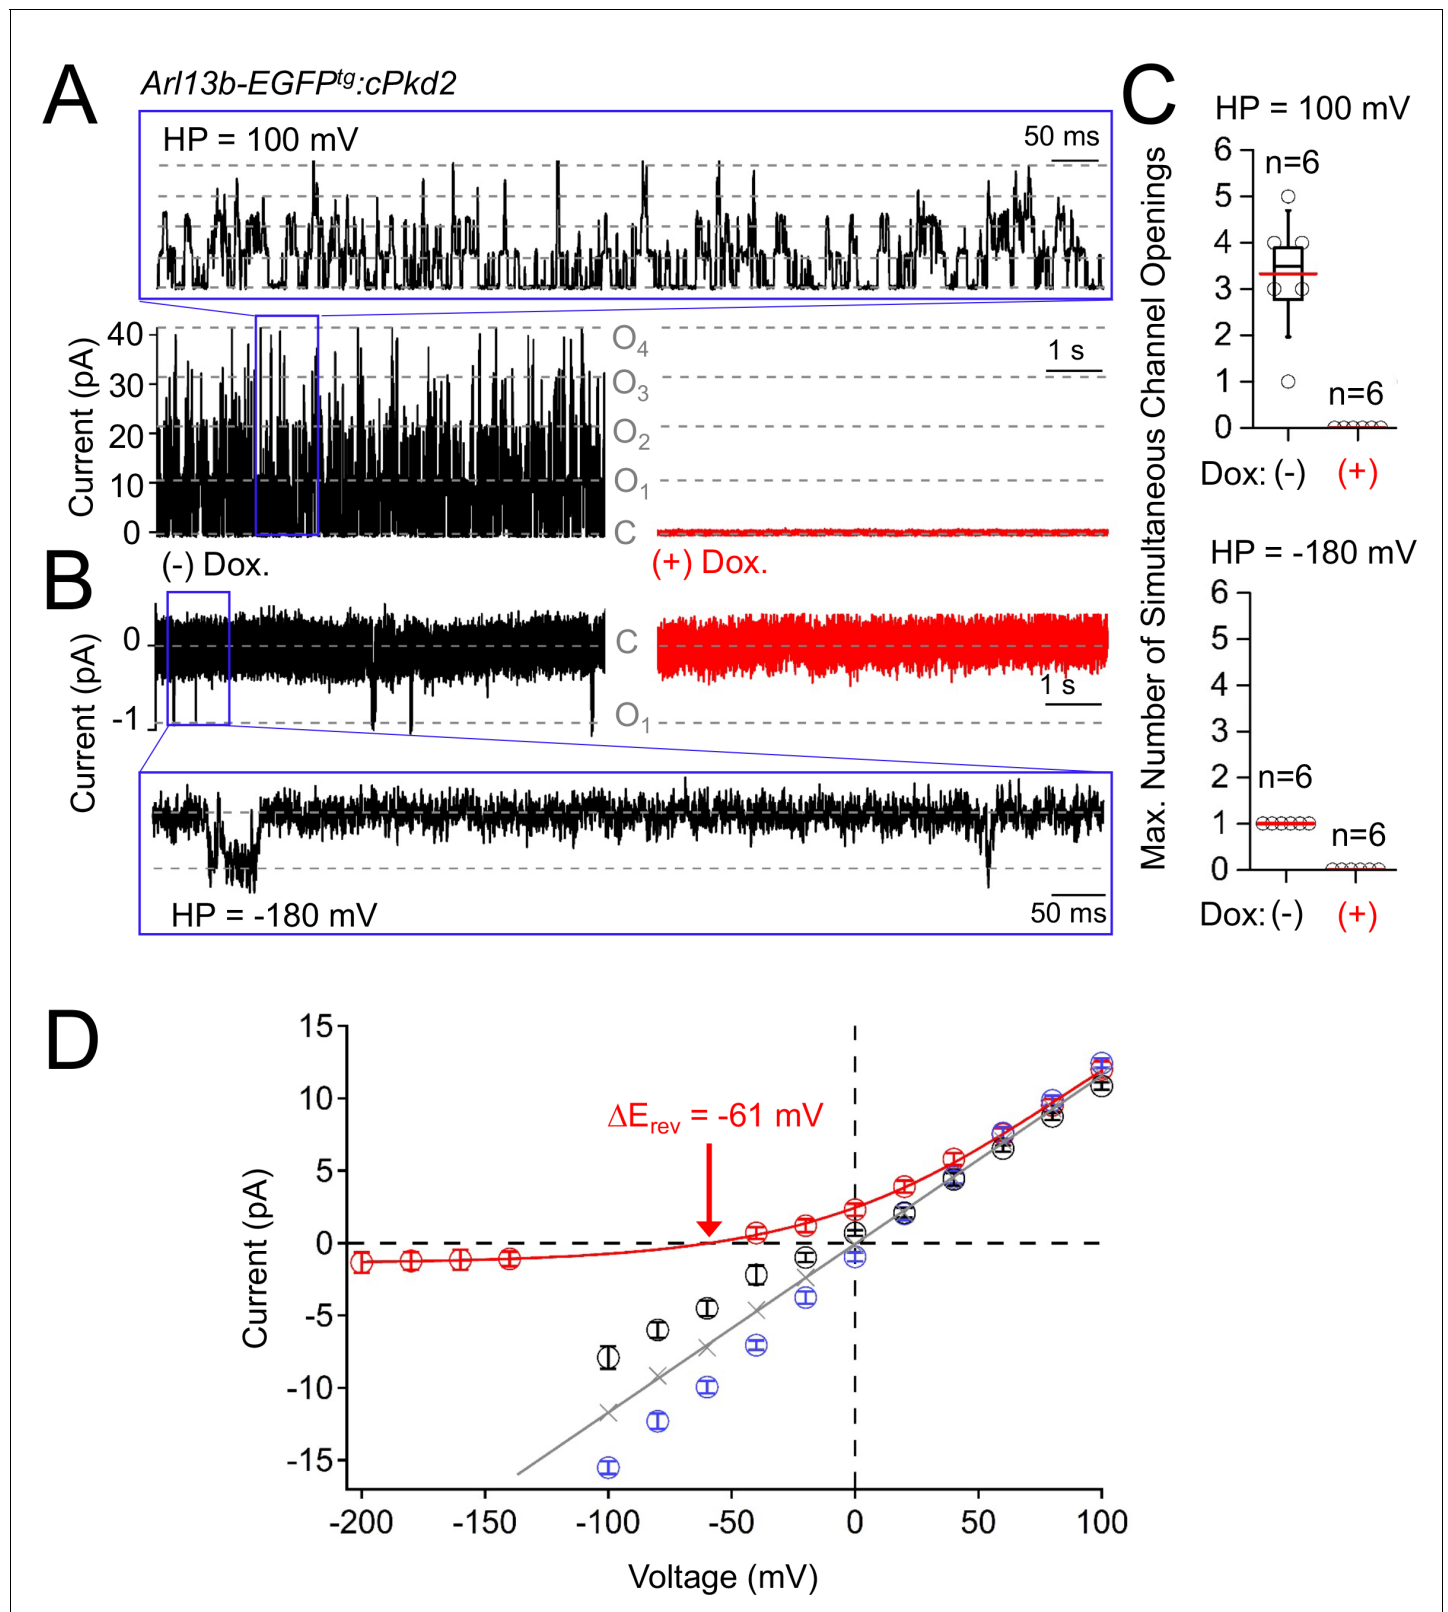 A
Arl13b-EGFPtg:cPkd2
HP = 100 mV
50 ms
Current (pA)
40
30
20
10
0
O4
O3
O2
O1
C
1 s
(-) Dox.
(+) Dox.
B
Current (pA)
0
-1
C
O1
1 s
HP = -180 mV
50 ms
C
Max. Number of Simultaneous Channel Openings
HP = 100 mV
6
5
4
3
2
1
0
n=6
n=6
Dox: (-) (+)
HP = -180 mV
6
5
4
3
2
1
0
n=6
n=6
Dox: (-) (+)
D
Current (pA)
15
10
5
0
-5
-10
-15
ΔErev = -61 mV
-200 -150 -100 -50 0 50 100
Voltage (mV)